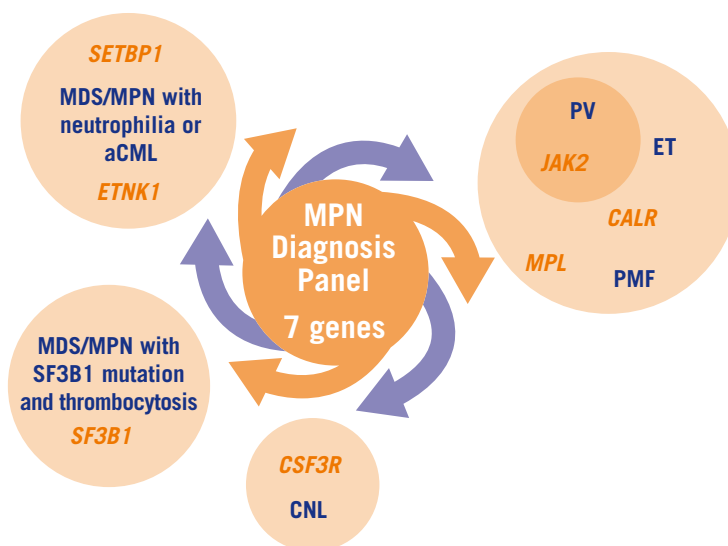 SETBP1
MDS/MPN with
neutrophilia or
aCML
ETNK1
PV
JAK2
ET
CALR
MPL
PMF
MPN
Diagnosis
Panel
7 genes
MDS/MPN with
SF3B1 mutation
and thrombocytosis
SF3B1
CSF3R
CNL